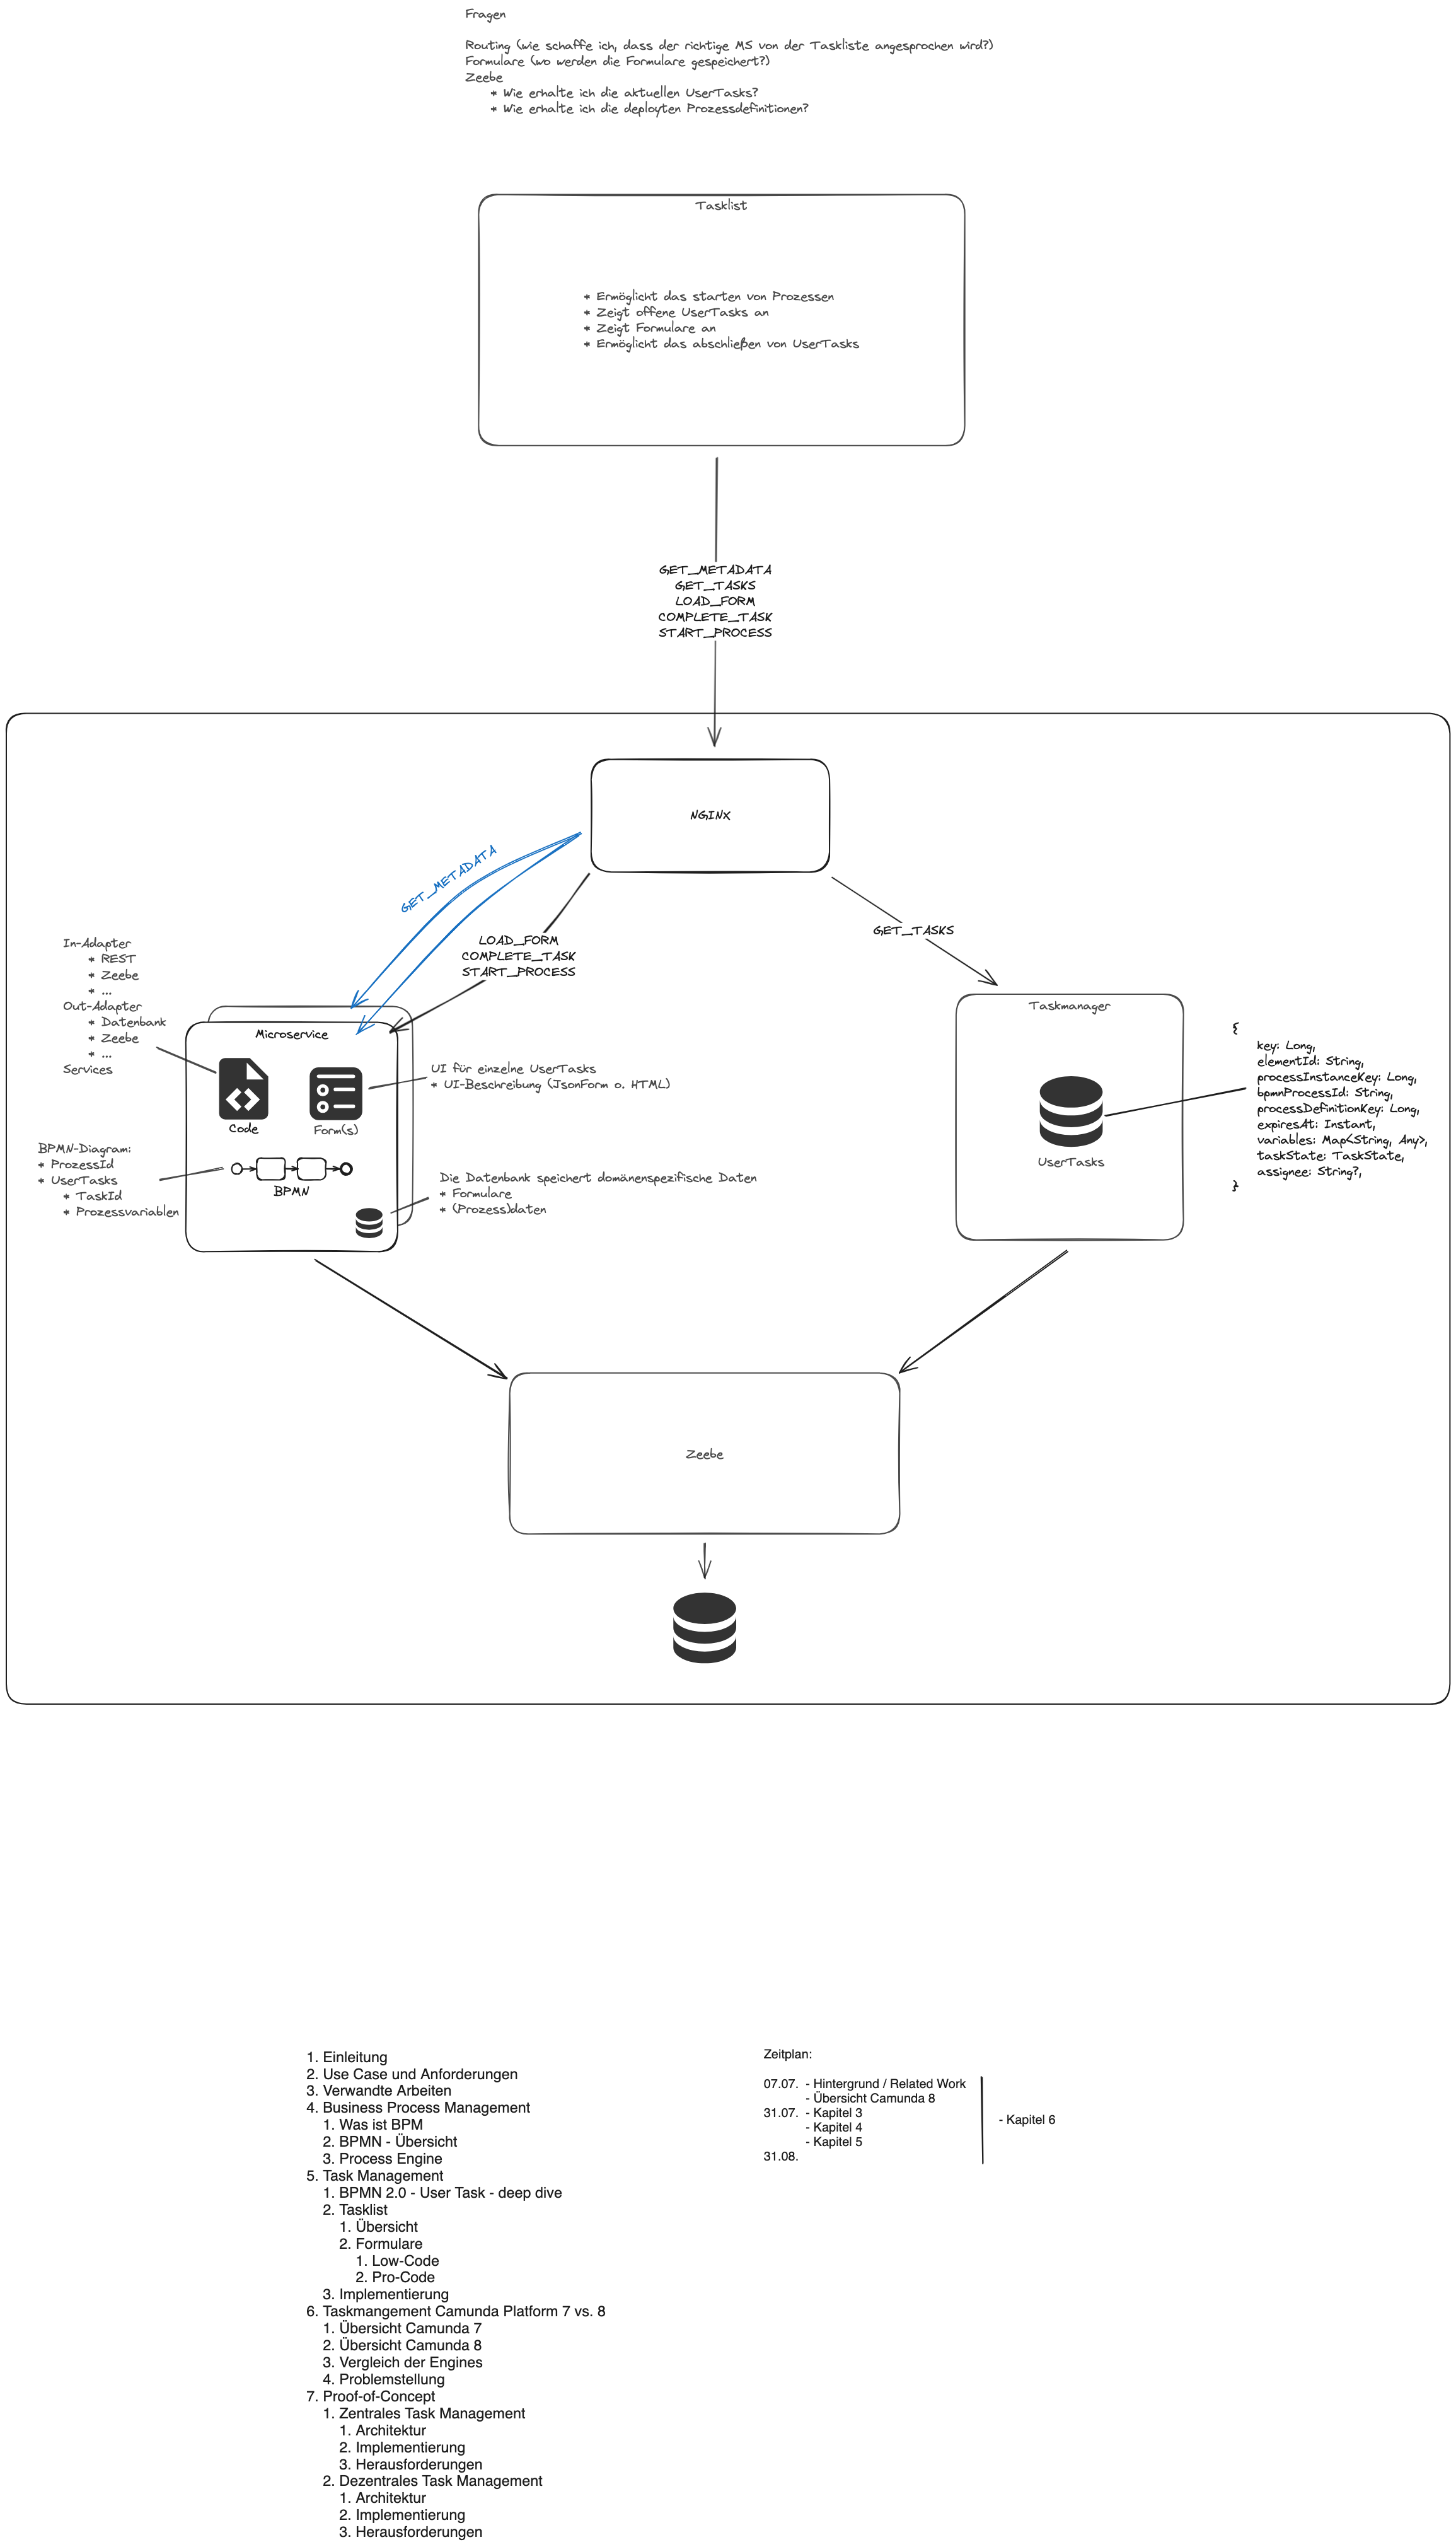 Fragen
Routing (wie schaffe ich, dass der richtige MS von der Taskliste angesprochen wird?)
Formulare (wo werden die Formulare gespeichert?)
Zeebe
* Wie erhalte ich die aktuellen UserTasks?
* Wie erhalte ich die deployten Prozessdefinitionen?
Tasklist
* Ermöglicht das starten von Prozessen
* Zeigt offene UserTasks an
* Zeigt Formulare an
* Ermöglicht das abschließen von UserTasks
GET_METADATA
GET_TASKS
LOAD_FORM
COMPLETE_TASK
START_PROCESS
NGINX
GET_METADATA
LOAD_FORM
COMPLETE_TASK
START_PROCESS
GET_TASKS
In-Adapter
* REST
* Zeebe
* ...
Out-Adapter
* Datenbank
* Zeebe
* ...
Services
Microservice
Code
Form(s)
BPMN
UI für einzelne UserTasks
* UI-Beschreibung (JsonForm o. HTML)
BPMN-Diagram:
* ProzessId
* UserTasks
* TaskId
* Prozessvariablen
Die Datenbank speichert domänenspezifische Daten
* Formulare
* (Prozess)daten
Taskmanager
UserTasks
{
key: Long,
elementId: String,
processInstanceKey: Long,
bpmnProcessId: String,
processDefinitionKey: Long,
expiresAt: Instant,
variables: Map<String, Any>,
taskState: TaskState,
assignee: String?,
}
Zeebe
1. Einleitung
2. Use Case und Anforderungen
3. Verwandte Arbeiten
4. Business Process Management
1. Was ist BPM
2. BPMN - Übersicht
3. Process Engine
5. Task Management
1. BPMN 2.0 - User Task - deep dive
2. Tasklist
1. Übersicht
2. Formulare
1. Low-Code
2. Pro-Code
3. Implementierung
6. Taskmangement Camunda Platform 7 vs. 8
1. Übersicht Camunda 7
2. Übersicht Camunda 8
3. Vergleich der Engines
4. Problemstellung
7. Proof-of-Concept
1. Zentrales Task Management
1. Architektur
2. Implementierung
3. Herausforderungen
2. Dezentrales Task Management
1. Architektur
2. Implementierung
3. Herausforderungen
Zeitplan:
07.07. - Hintergrund / Related Work
- Übersicht Camunda 8
31.07. - Kapitel 3
- Kapitel 4
- Kapitel 5
31.08.
- Kapitel 6